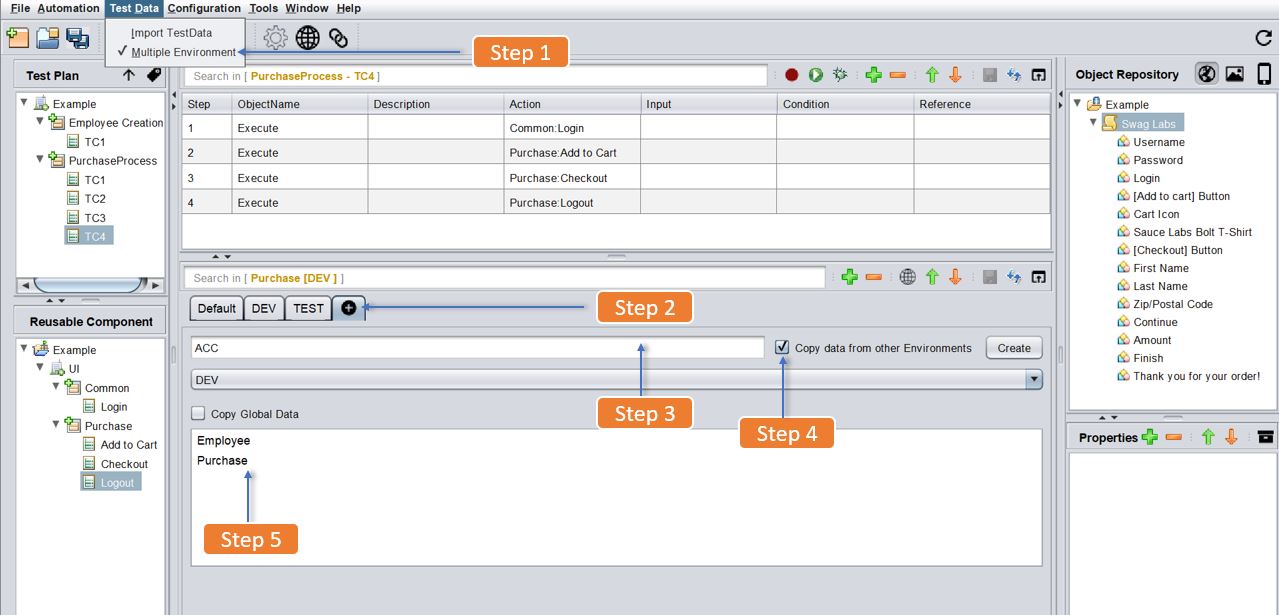 File Automation Test Data Configuration Tools Window Help
Import TestData
Multiple Environment
Step 1
Test Plan
Example
Employee Creation
TC1
PurchaseProcess
TC1
TC2
TC3
TC4
Reusable Component
Example
UI
Common
Login
Purchase
Add to Cart
Checkout
Logout
Search in [ PurchaseProcess - TC4 ]
Step ObjectName Description Action Input Condition Reference
1 Execute Common:Login
2 Execute Purchase:Add to Cart
3 Execute Purchase:Checkout
4 Execute Purchase:Logout
Search in [ Purchase [DEV ] ]
Default DEV TEST
Step 2
ACC
Copy data from other Environments
Create
DEV
Step 3
Copy Global Data
Step 4
Employee
Purchase
Step 5
Object Repository
Example
Swag Labs
Username
Password
Login
[Add to cart] Button
Cart Icon
Sauce Labs Bolt T-Shirt
[Checkout] Button
First Name
Last Name
Zip/Postal Code
Continue
Amount
Finish
Thank you for your order!
Properties